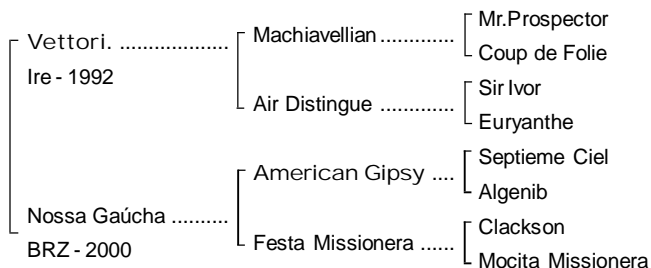 Vettori. ..................
Ire - 1992
Machiavellian .............
Mr.Prospector
Coup de Folie
Air Distingue .............
Sir Ivor
Euryanthe
Nossa Gaúcha ..........
BRZ - 2000
American Gipsy ....
Septieme Ciel
Algenib
Festa Missionera ......
Clackson
Mocita Missionera